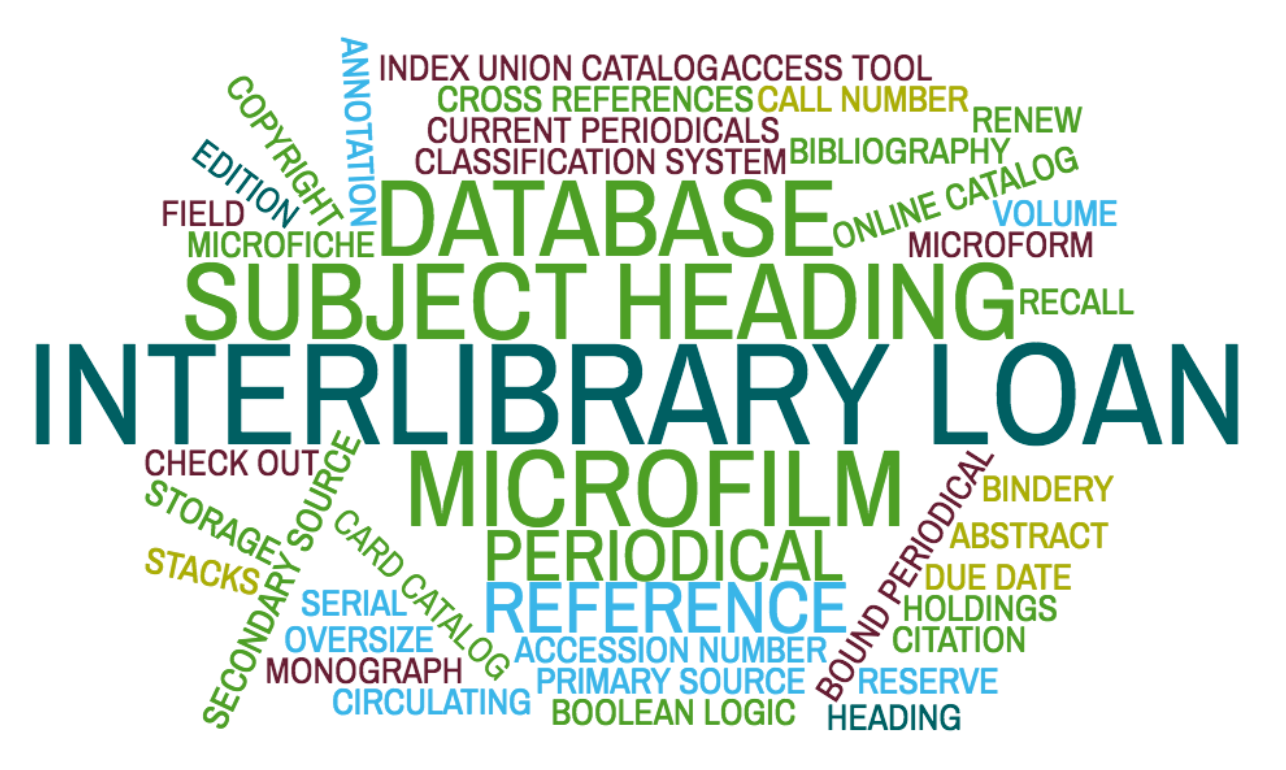 ANNOTATION
INDEX UNION CATALOGACCESS TOOL
COPYRIGHT
CROSS REFERENCES
CALL NUMBER
RENEW
CURRENT PERIODICALS
EDITION
BIBLIOGRAPHY
CLASSIFICATION SYSTEM
ONLINE CATALOG
FIELD
DATABASE
VOLUME
MICROFICHE
MICROFORM
SUBJECT HEADING
RECALL
INTERLIBRARY LOAN
CHECK OUT
SECONDARY SOURCE
MICROFILM
BOUND PERIODICAL
BINDERY
STORAGE
CARD CATALOG
ABSTRACT
PERIODICAL
STACKS
DUE DATE
SERIAL
REFERENCE
HOLDINGS
OVERSIZE
CITATION
ACCESSION NUMBER
MONOGRAPH
PRIMARY SOURCE
RESERVE
CIRCULATING
BOOLEAN LOGIC
HEADING